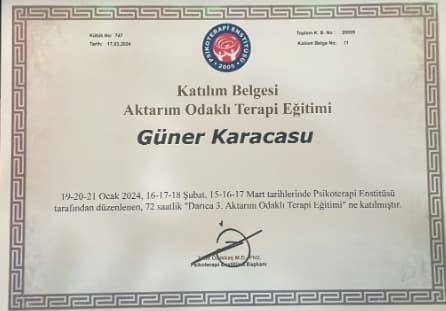 Kütük No: 747
Toplam K. B. No : 20005
Tarih: 17.03.2024
Katılım Belge No: 11
PSİKOTERAPİ ENSTİTÜSÜ
2005
Katılım Belgesi
Aktarım Odaklı Terapi Eğitimi
Güner Karacasu
19-20-21 Ocak 2024, 16-17-18 Şubat, 15-16-17 Mart tarihlerinde Psikoterapi Enstitüsü
tarafından düzenlenen, 72 saatlik "Darıca 3. Aktarım Odaklı Terapi Eğitimi" ne katılmıştır.
M.D., PhD.
Psikoterapi Enstitüsü Başkanı